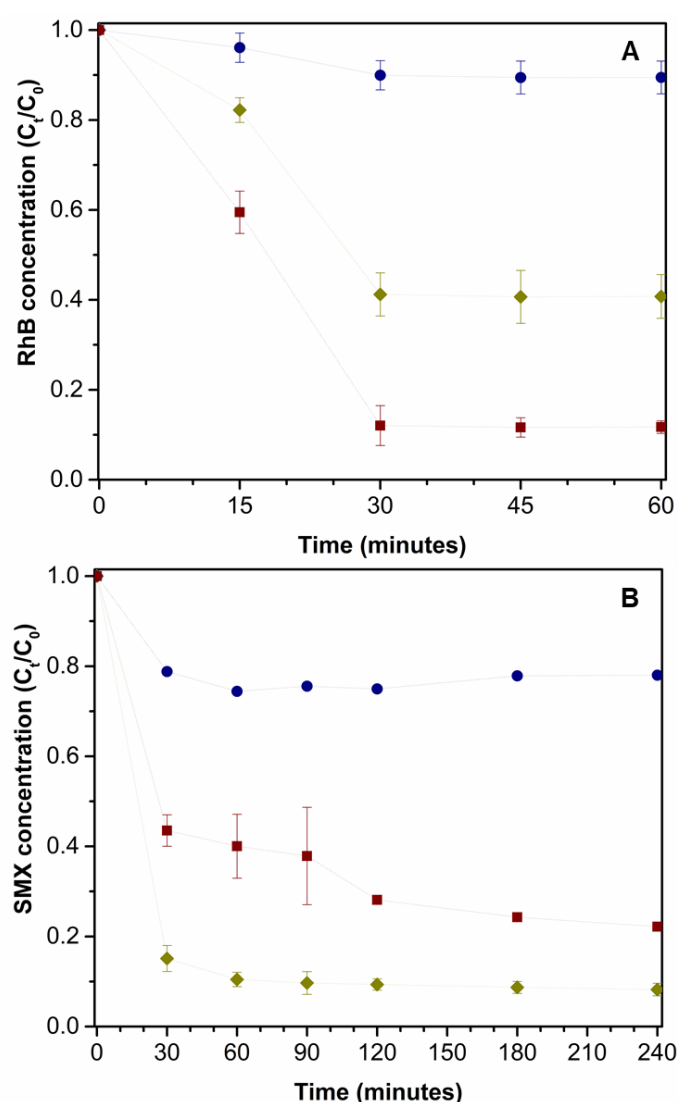 A
RhB concentration (Cₜ/C₀)
1.0
0.8
0.6
0.4
0.2
0.0
0 15 30 45 60
Time (minutes)
B
SMX concentration (Cₜ/C₀)
1.0
0.8
0.6
0.4
0.2
0.0
0 30 60 90 120 150 180 210 240
Time (minutes)